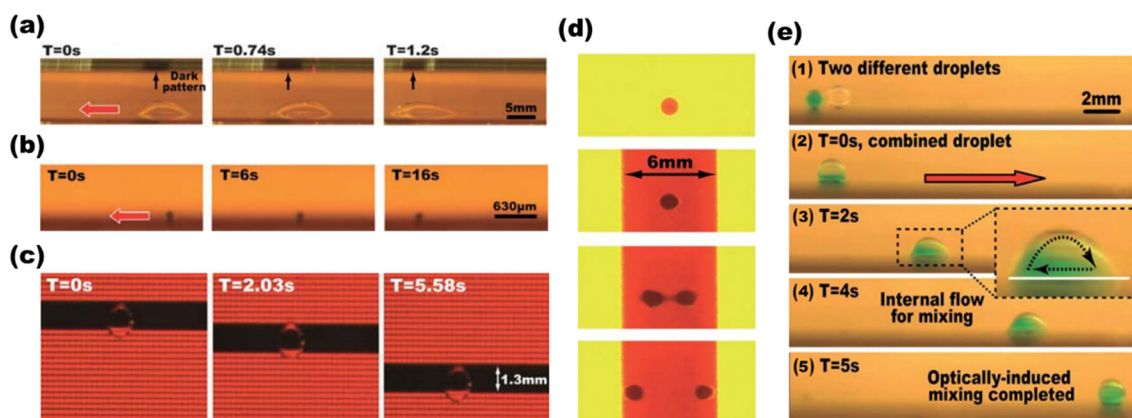 (a)
T=0s
T=0.74s
T=1.2s
Dark
pattern
5mm
(b)
T=0s
T=6s
T=16s
630μm
(c)
T=0s
T=2.03s
T=5.58s
1.3mm
(d)
6mm
(e)
(1) Two different droplets
2mm
(2) T=0s, combined droplet
(3) T=2s
(4) T=4s
Internal flow
for mixing
(5) T=5s
Optically-induced
mixing completed